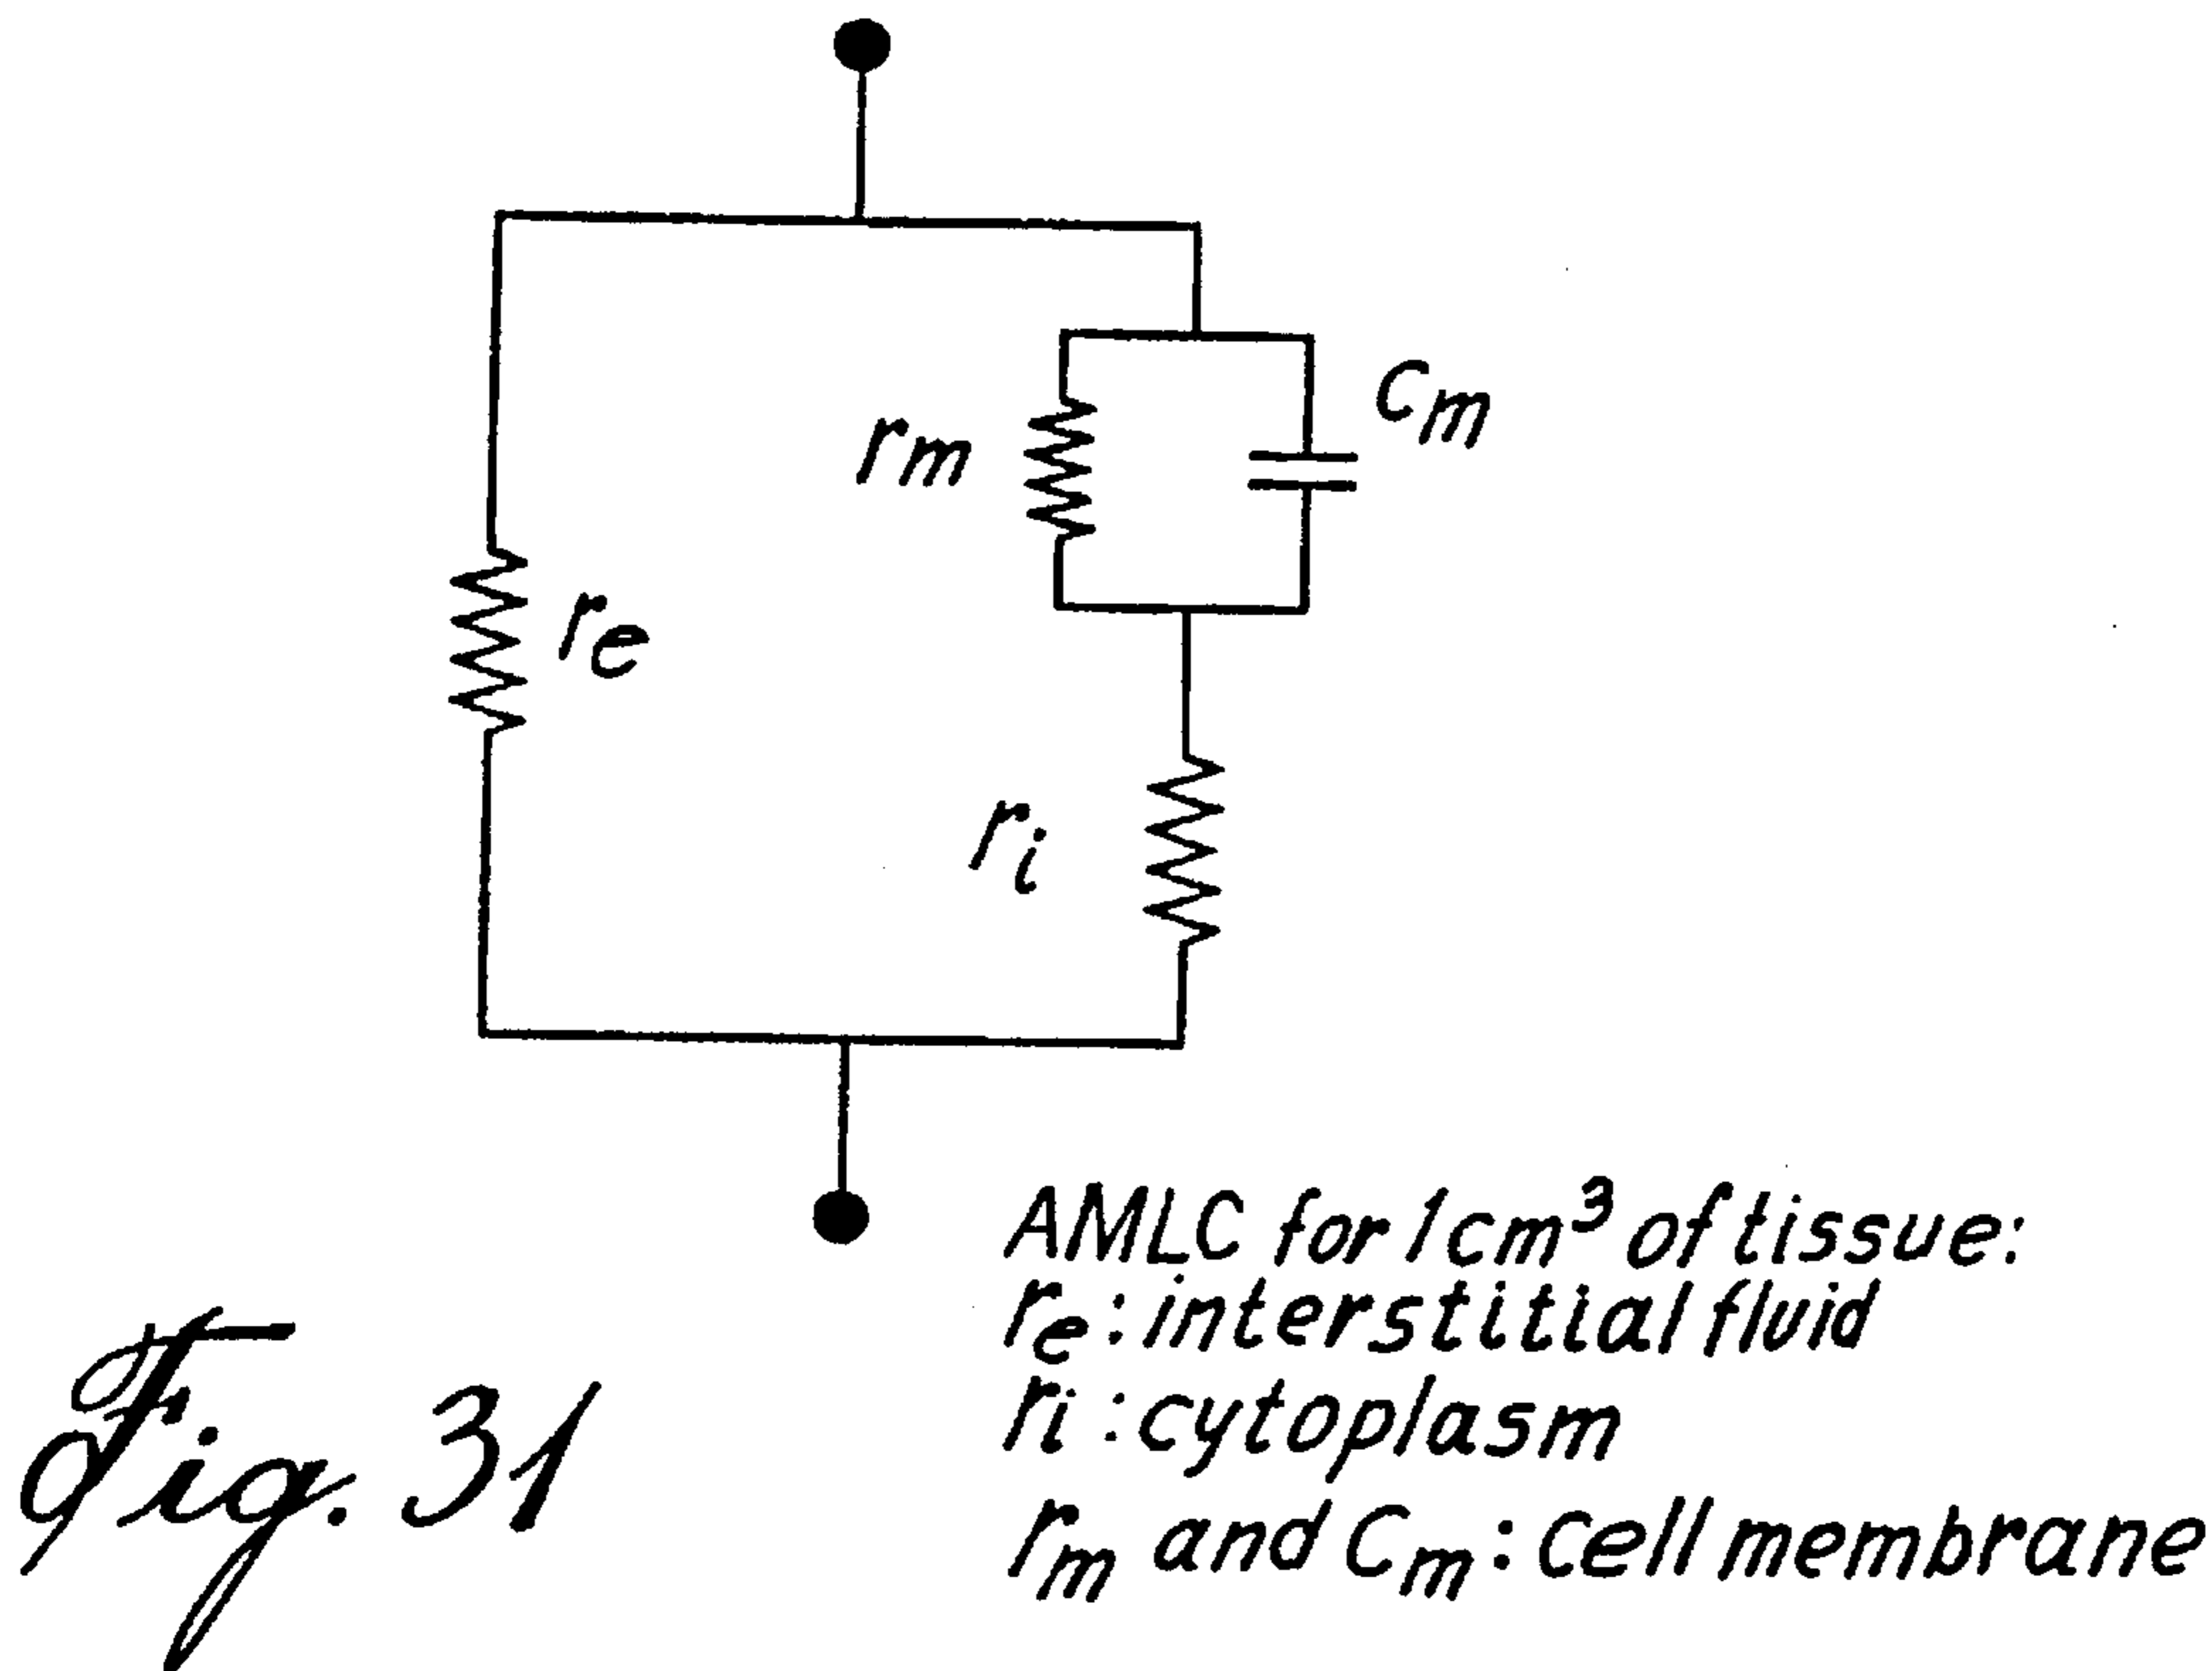 Cm
rm
re
ri
AMLC for 1cm³ of tissue:
re: interstitial fluid
ri: cytoplasm
rm and Cm: cell membrane
Fig. 31